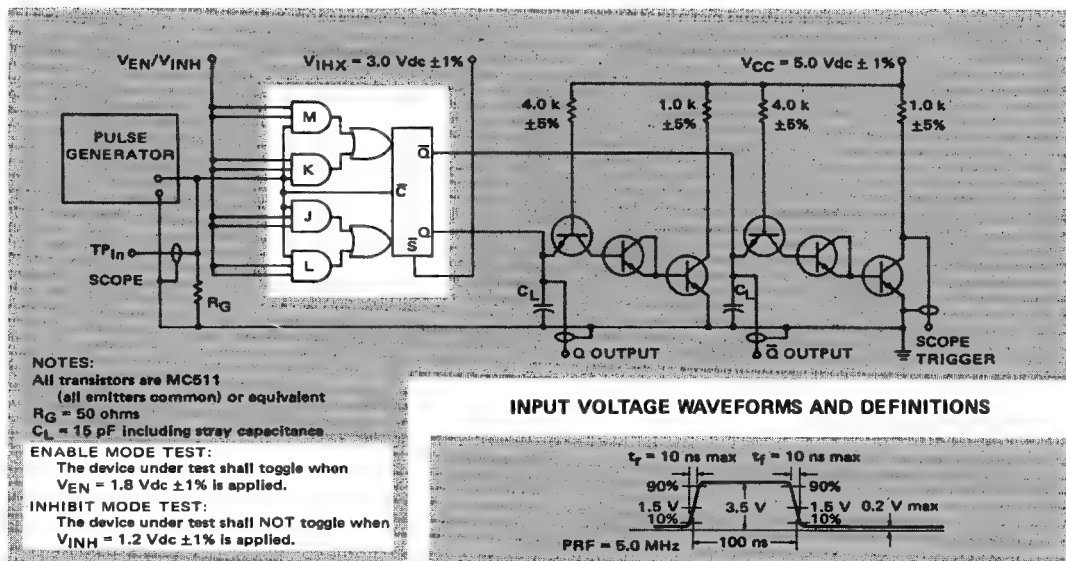 VEN/VINH
VIHX = 3.0 Vdc ±1%
VCC = 5.0 Vdc ± 1%
4.0 k
±5%
1.0 k
±5%
4.0 k
±5%
1.0 k
±5%
PULSE
GENERATOR
M
K
J
L
Q̅
C̅
Q
S̅
TPin
SCOPE
RG
CL
CL
Q OUTPUT
Q̅ OUTPUT
SCOPE
TRIGGER
NOTES:
All transistors are MC511
(all emitters common) or equivalent
RG = 50 ohms
CL = 15 pF including stray capacitance
ENABLE MODE TEST:
The device under test shall toggle when
VEN = 1.8 Vdc ±1% is applied.
INHIBIT MODE TEST:
The device under test shall NOT toggle when
VINH = 1.2 Vdc ±1% is applied.
INPUT VOLTAGE WAVEFORMS AND DEFINITIONS
tr = 10 ns max tf = 10 ns max
90%
90%
1.5 V
3.5 V
1.5 V
0.2 V max
10%
10%
PRF = 5.0 MHz
100 ns